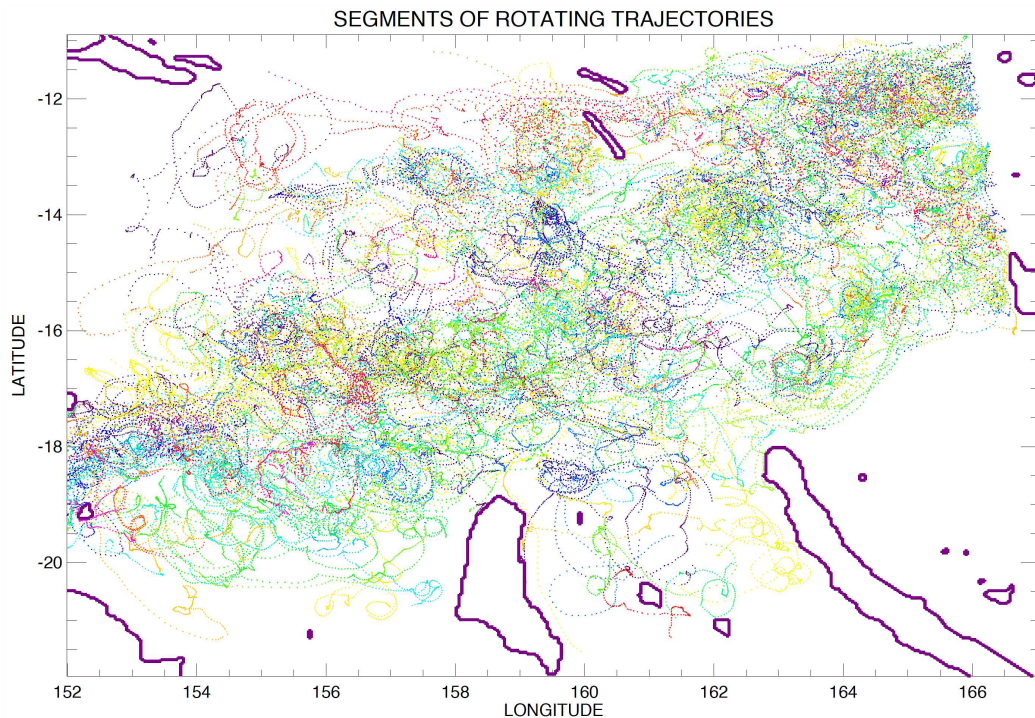 SEGMENTS OF ROTATING TRAJECTORIES
-12
-14
-16
-18
-20
LATITUDE
152 154 156 158 160 162 164 166
LONGITUDE